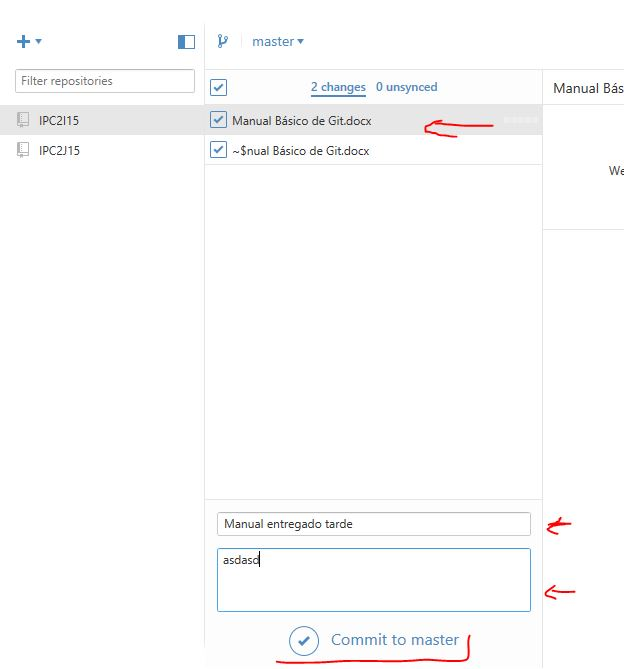 master
Filter repositories
2 changes 0 unsynced
Manual Bás
IPC2I15
Manual Básico de Git.docx
IPC2J15
~$nual Básico de Git.docx
We
Manual entregado tarde
asdasd
Commit to master